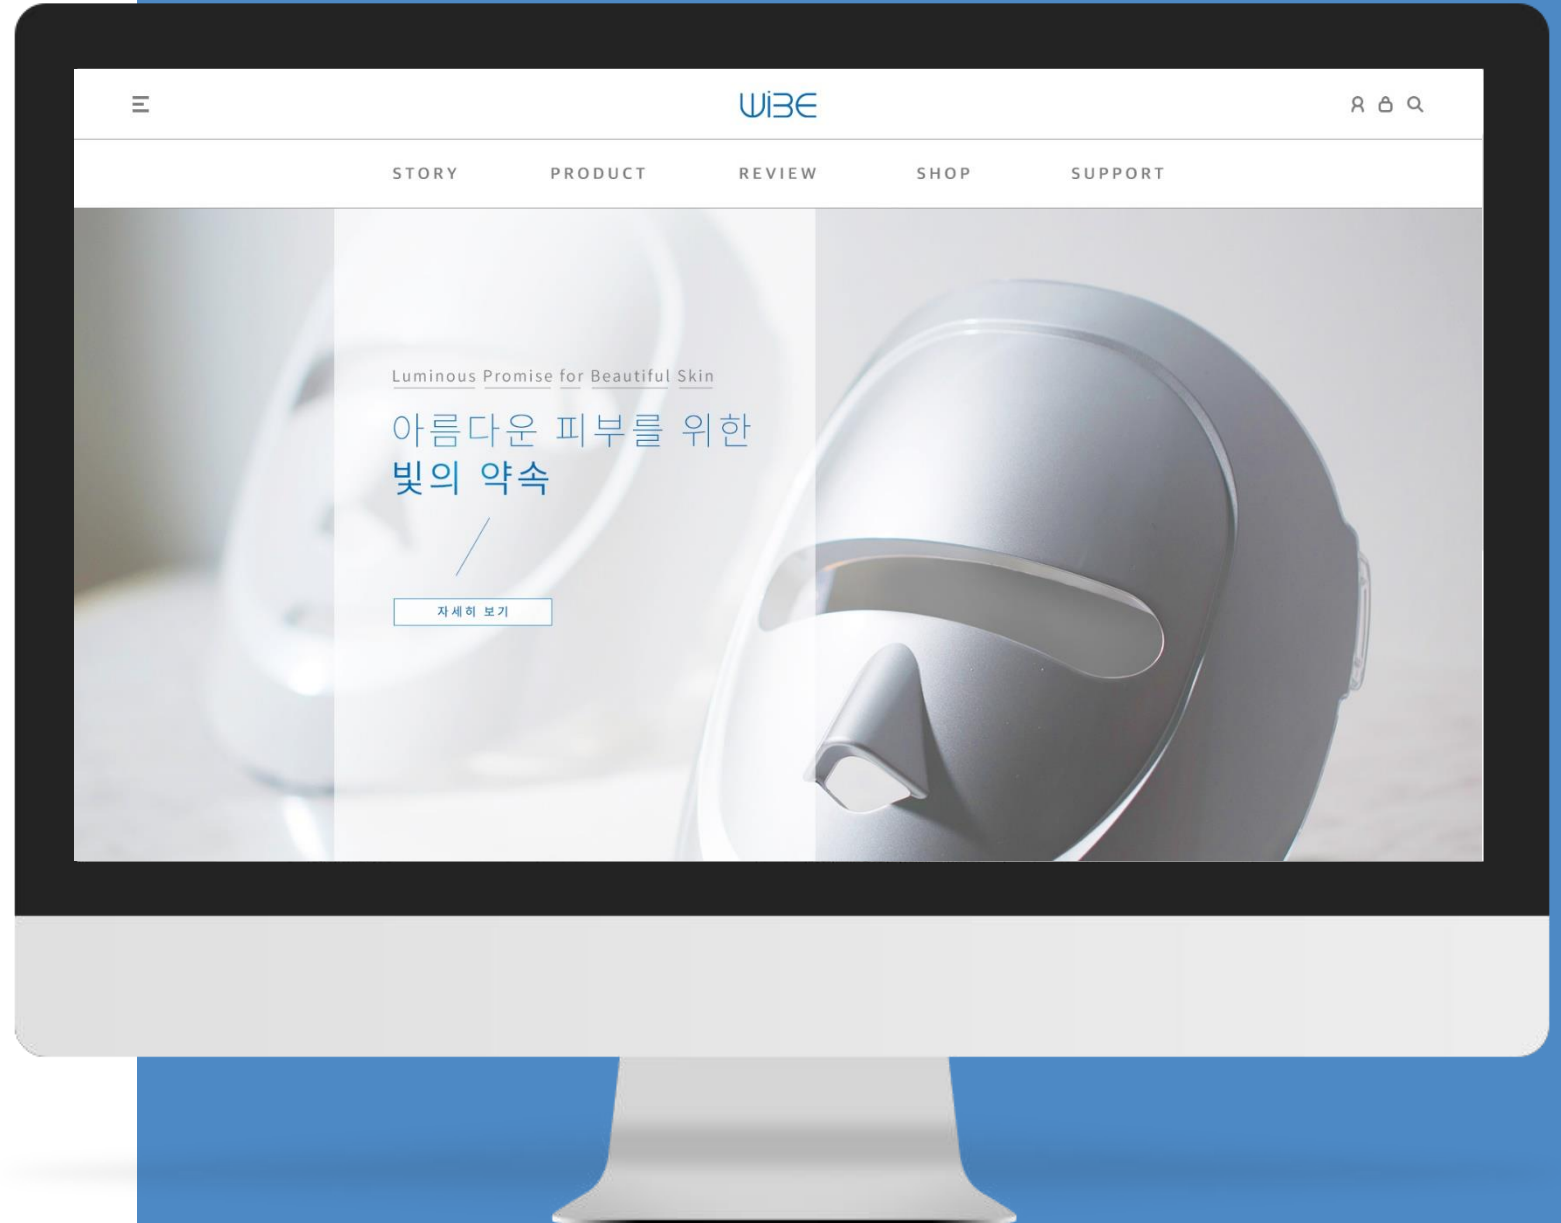 WiBE
STORY PRODUCT REVIEW SHOP SUPPORT
Luminous Promise for Beautiful Skin
아름다운 피부를 위한
빛의 약속
자세히 보기